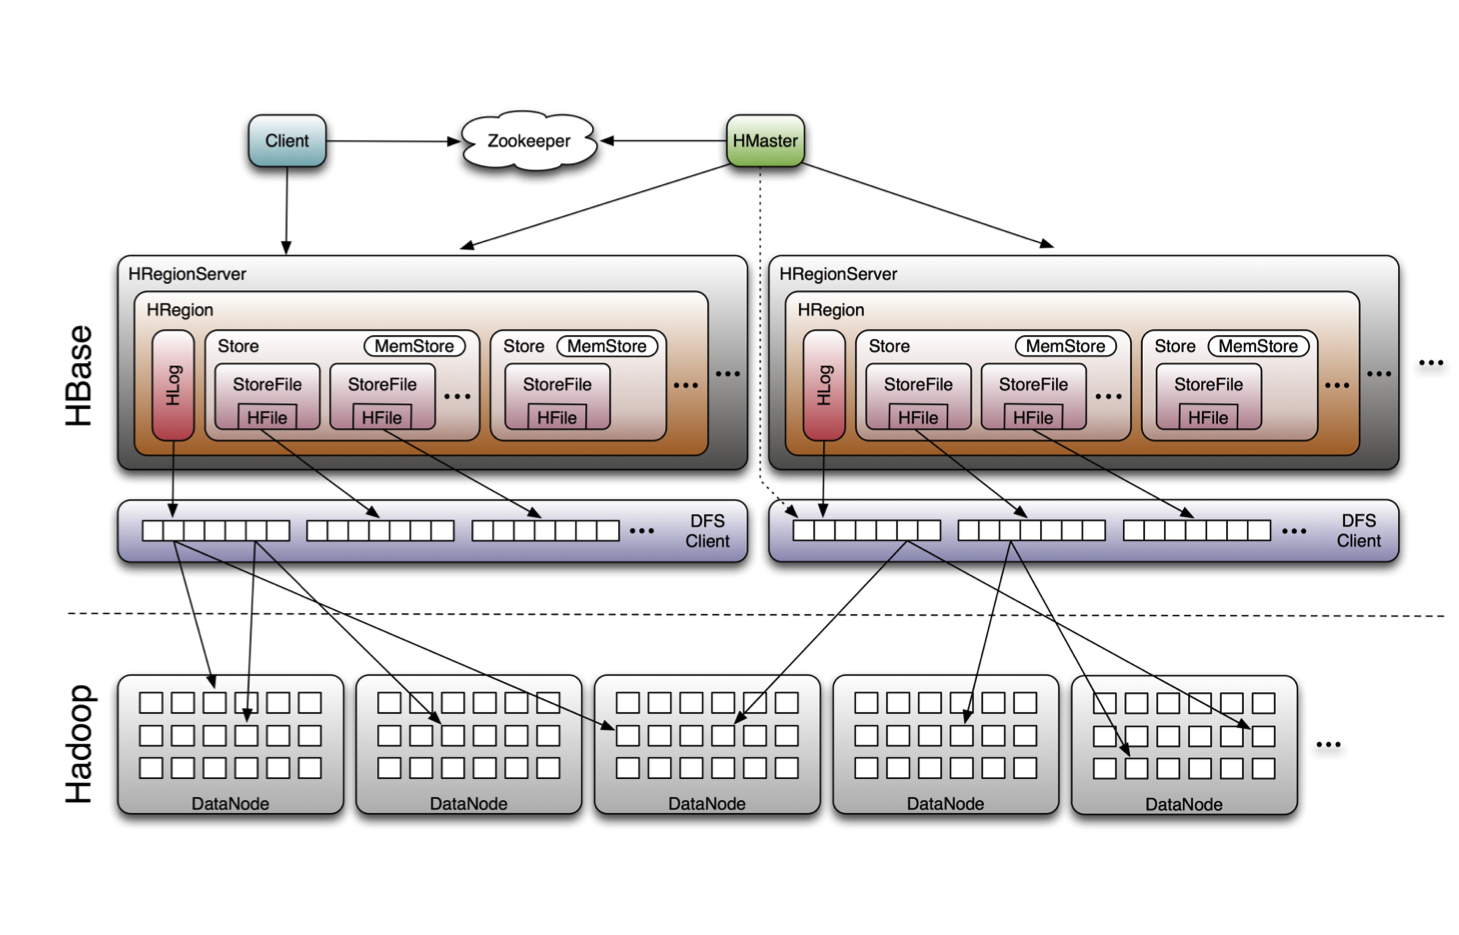 Client
Zookeeper
HMaster
HBase
HRegionServer
HRegion
HLog
Store
MemStore
StoreFile
HFile
StoreFile
HFile
...
Store
MemStore
StoreFile
HFile
...
...
DFS
Client
...
HRegionServer
HRegion
HLog
Store
MemStore
StoreFile
HFile
StoreFile
HFile
...
Store
MemStore
StoreFile
HFile
...
...
...
DFS
Client
...
Hadoop
DataNode
DataNode
DataNode
DataNode
DataNode
...